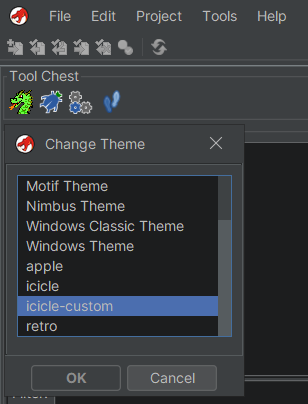 File Edit Project Tools Help
Tool Chest
Change Theme
Motif Theme
Nimbus Theme
Windows Classic Theme
Windows Theme
apple
icicle
icicle-custom
retro
OK Cancel